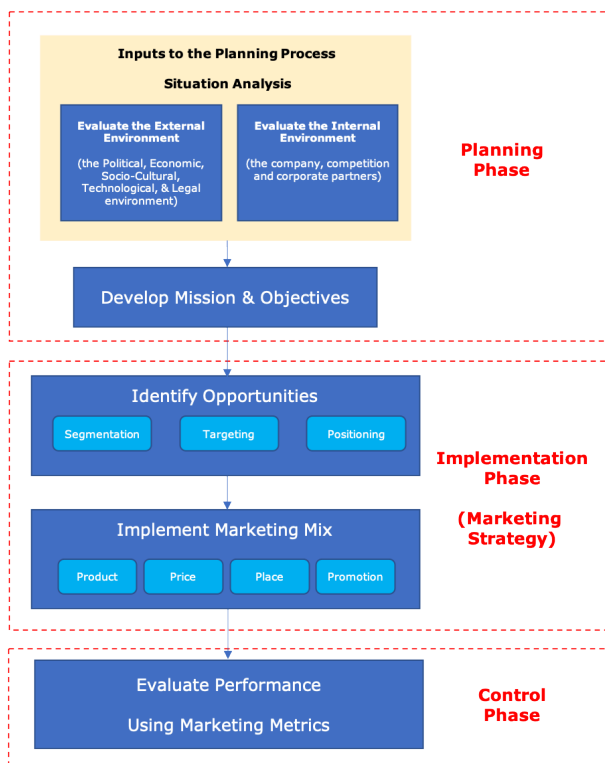 Inputs to the Planning Process
Situation Analysis
Evaluate the External
Environment
(the Political, Economic,
Socio-Cultural,
Technological, & Legal
environment)
Evaluate the Internal
Environment
(the company, competition
and corporate partners)
Planning
Phase
Develop Mission & Objectives
Identify Opportunities
Segmentation
Targeting
Positioning
Implementation
Phase
(Marketing
Strategy)
Implement Marketing Mix
Product
Price
Place
Promotion
Evaluate Performance
Using Marketing Metrics
Control
Phase